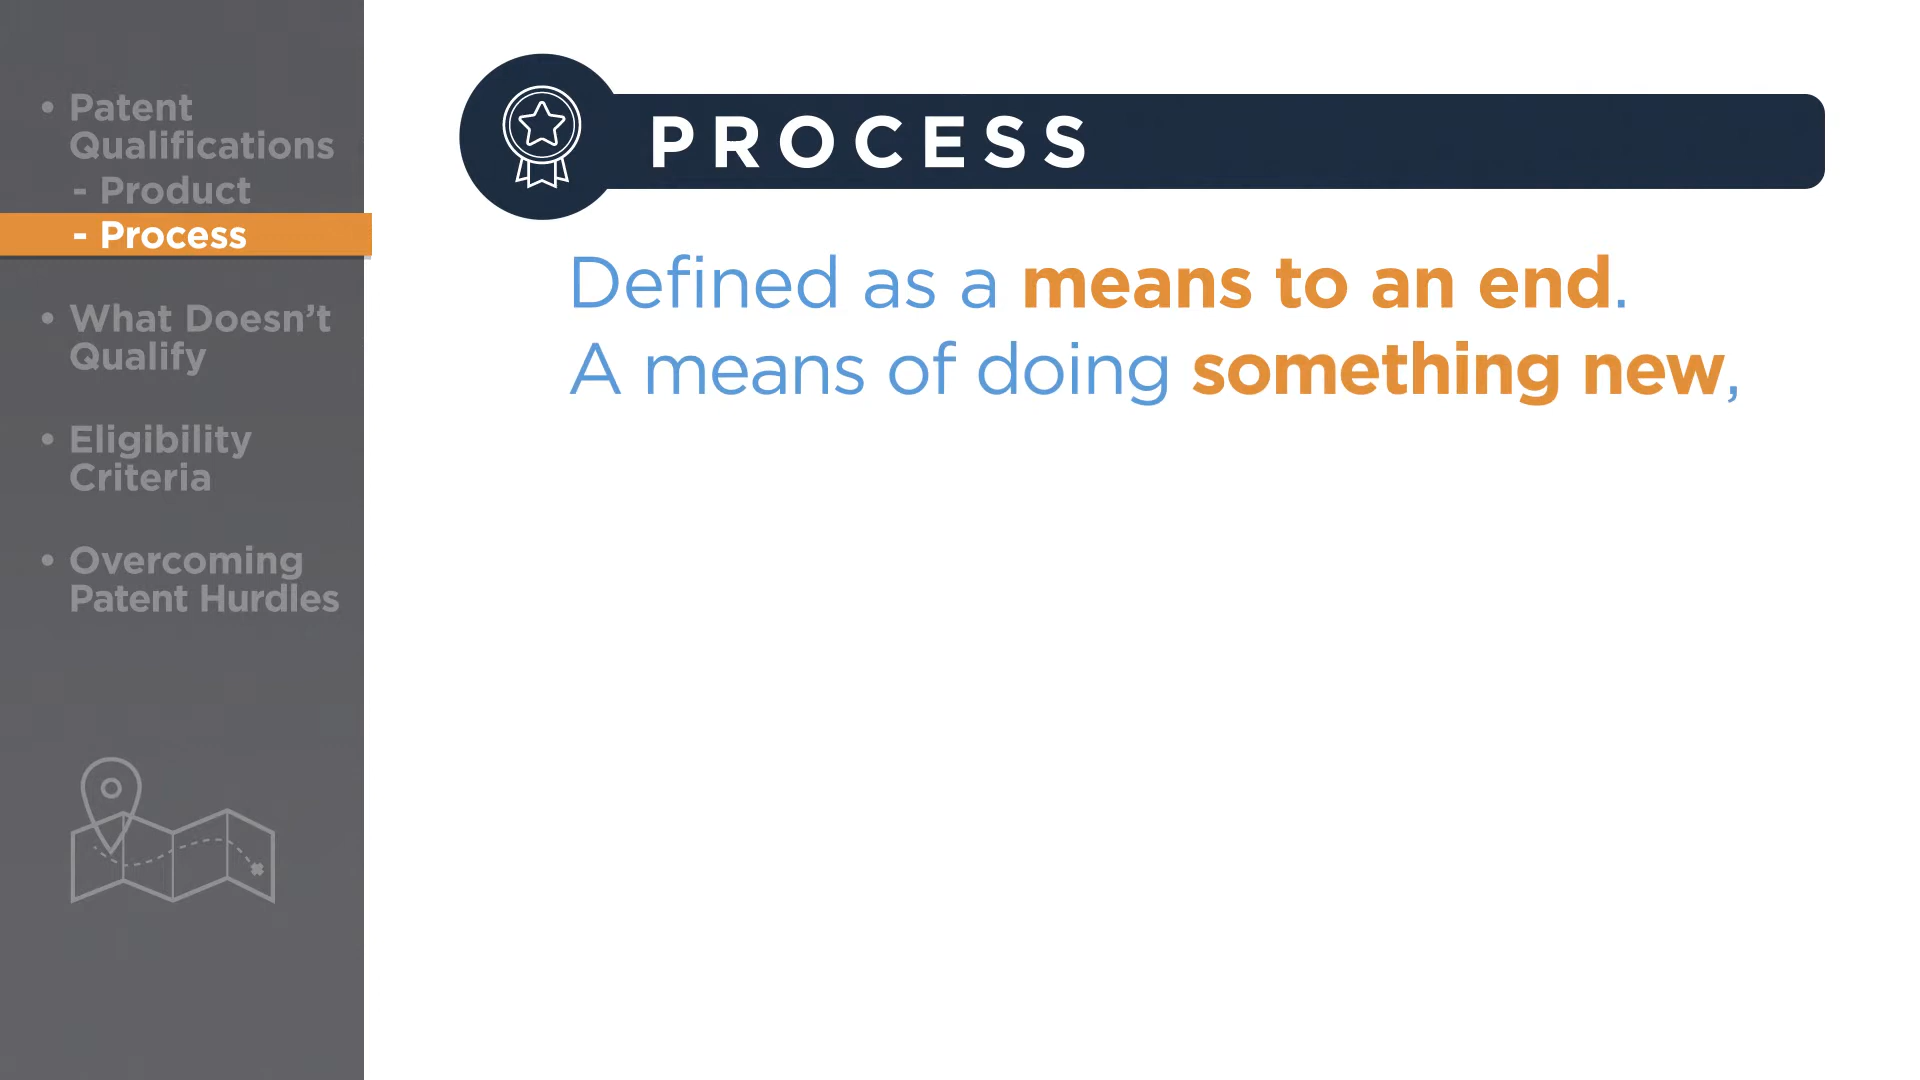 • Patent
Qualifications
- Product
- Process
• What Doesn’t
Qualify
• Eligibility
Criteria
• Overcoming
Patent Hurdles
PROCESS
Defined as a means to an end.
A means of doing something new,